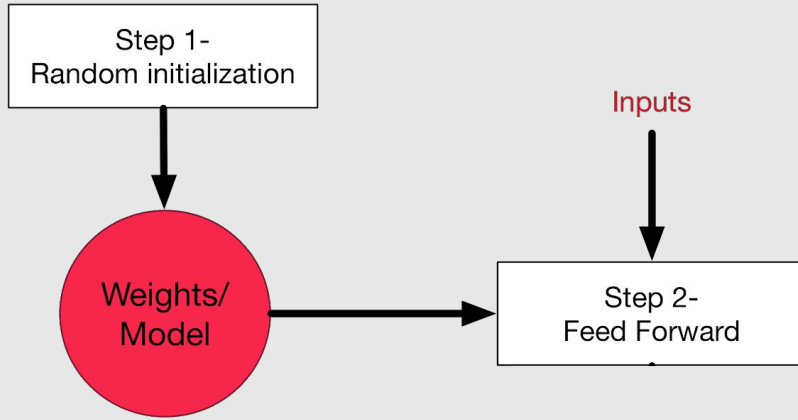 Step 1-
Random initialization
Inputs
Weights/
Model
Step 2-
Feed Forward